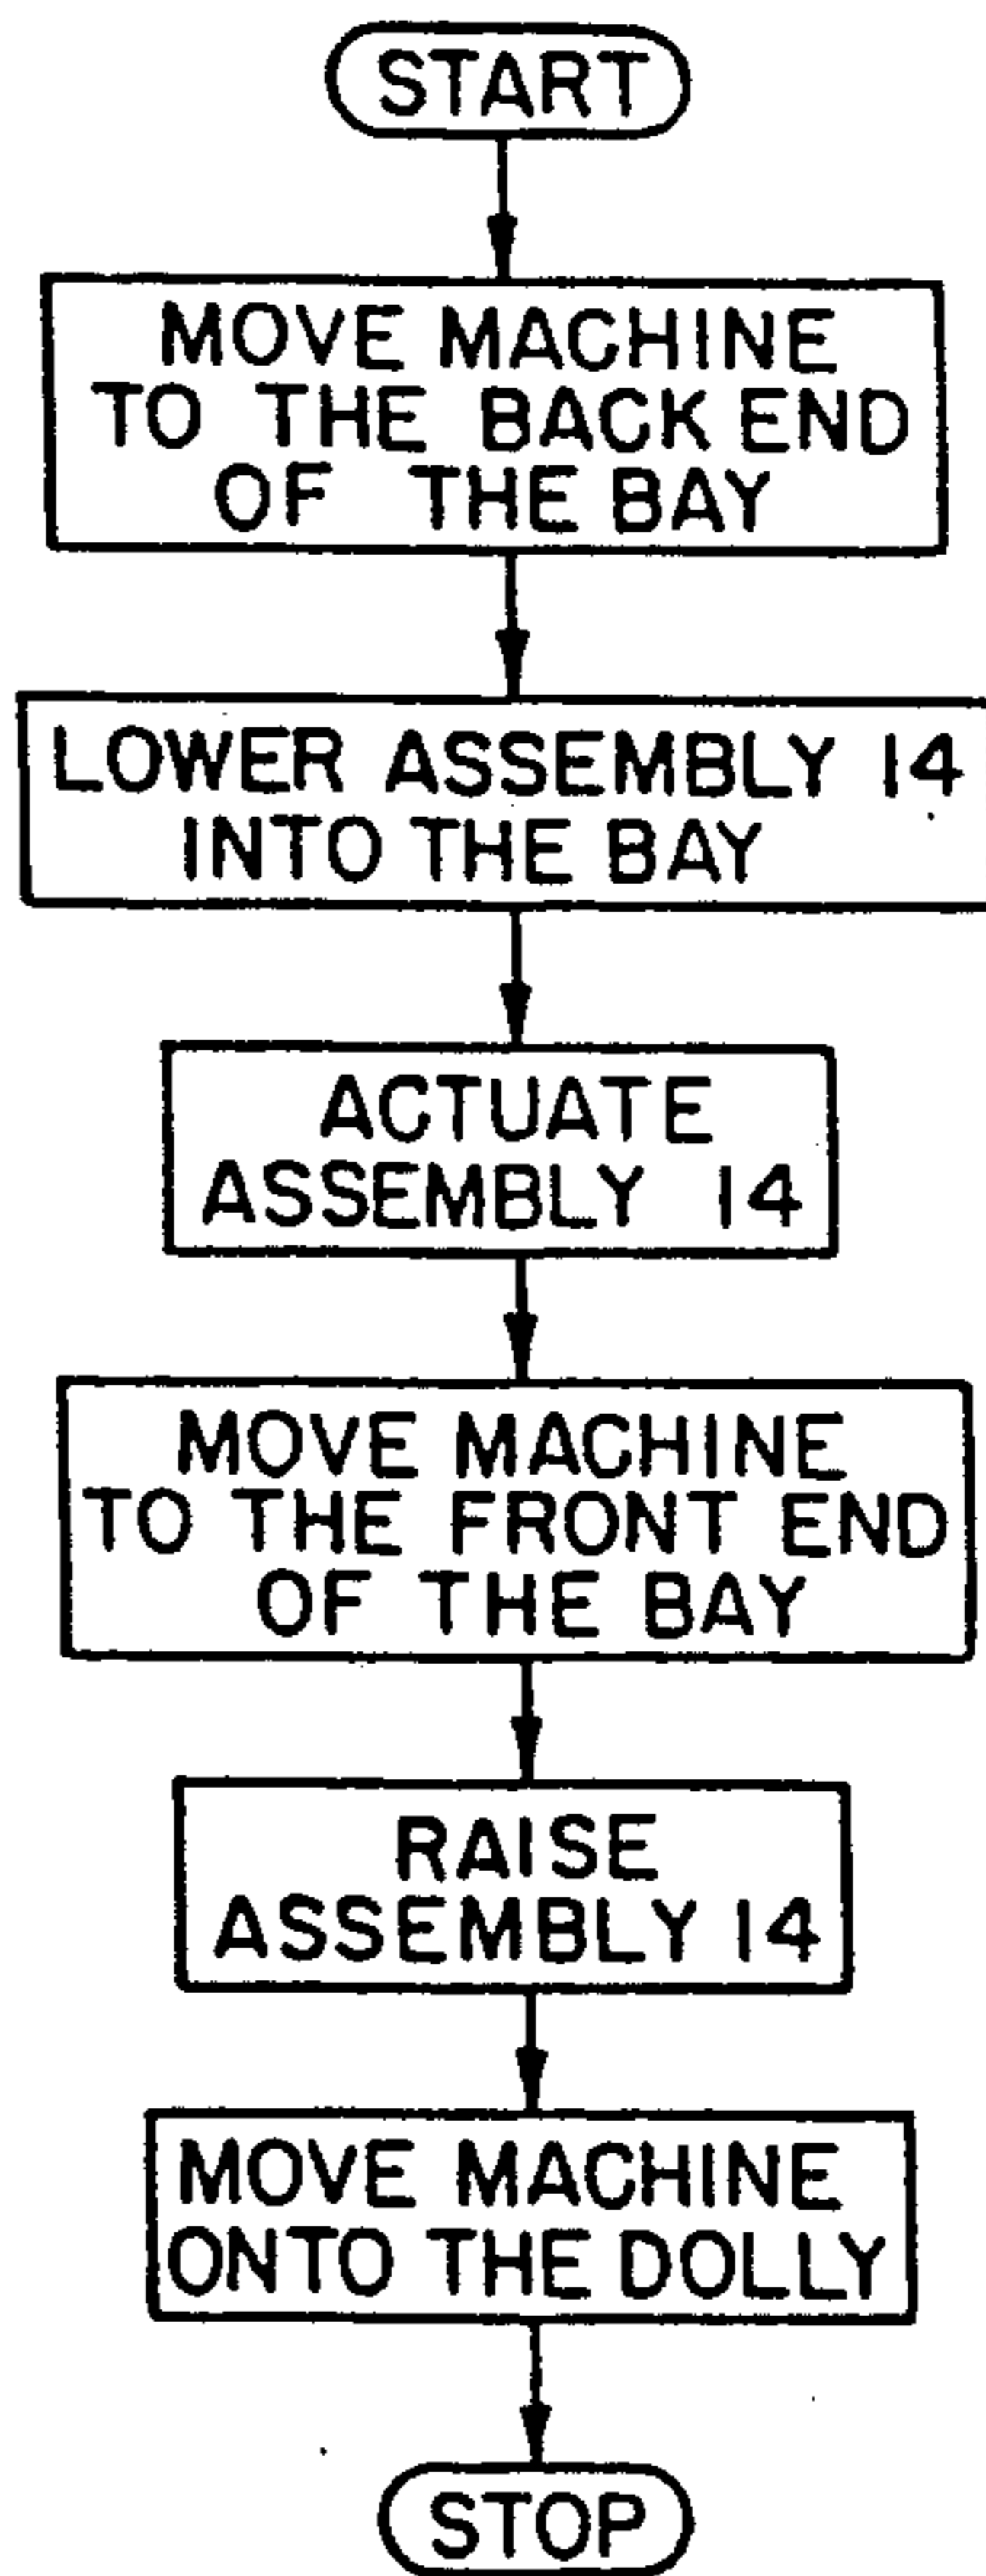 START
MOVE MACHINE
TO THE BACK END
OF THE BAY
LOWER ASSEMBLY 14
INTO THE BAY
ACTUATE
ASSEMBLY 14
MOVE MACHINE
TO THE FRONT END
OF THE BAY
RAISE
ASSEMBLY 14
MOVE MACHINE
ONTO THE DOLLY
STOP